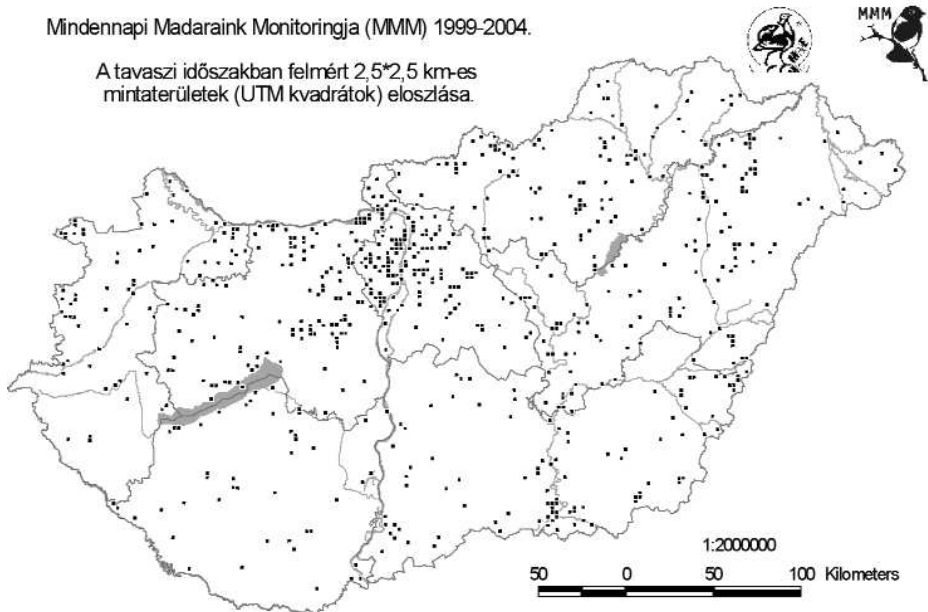 Mindennapi Madaraink Monitoringja (MMM) 1999-2004.
MMM
A tavaszi időszakban felmért 2,5*2,5 km-es
mintaterületek (UTM kvadrátok) eloszlása.
1:2000000
50 0 50 100 Kilometers